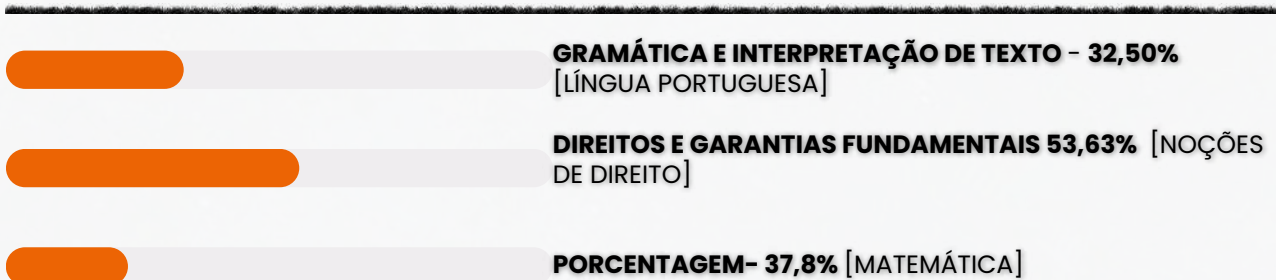 GRAMÁTICA E INTERPRETAÇÃO DE TEXTO - 32,50%
[LÍNGUA PORTUGUESA]
DIREITOS E GARANTIAS FUNDAMENTAIS 53,63% [NOÇÕES
DE DIREITO]
PORCENTAGEM- 37,8% [MATEMÁTICA]